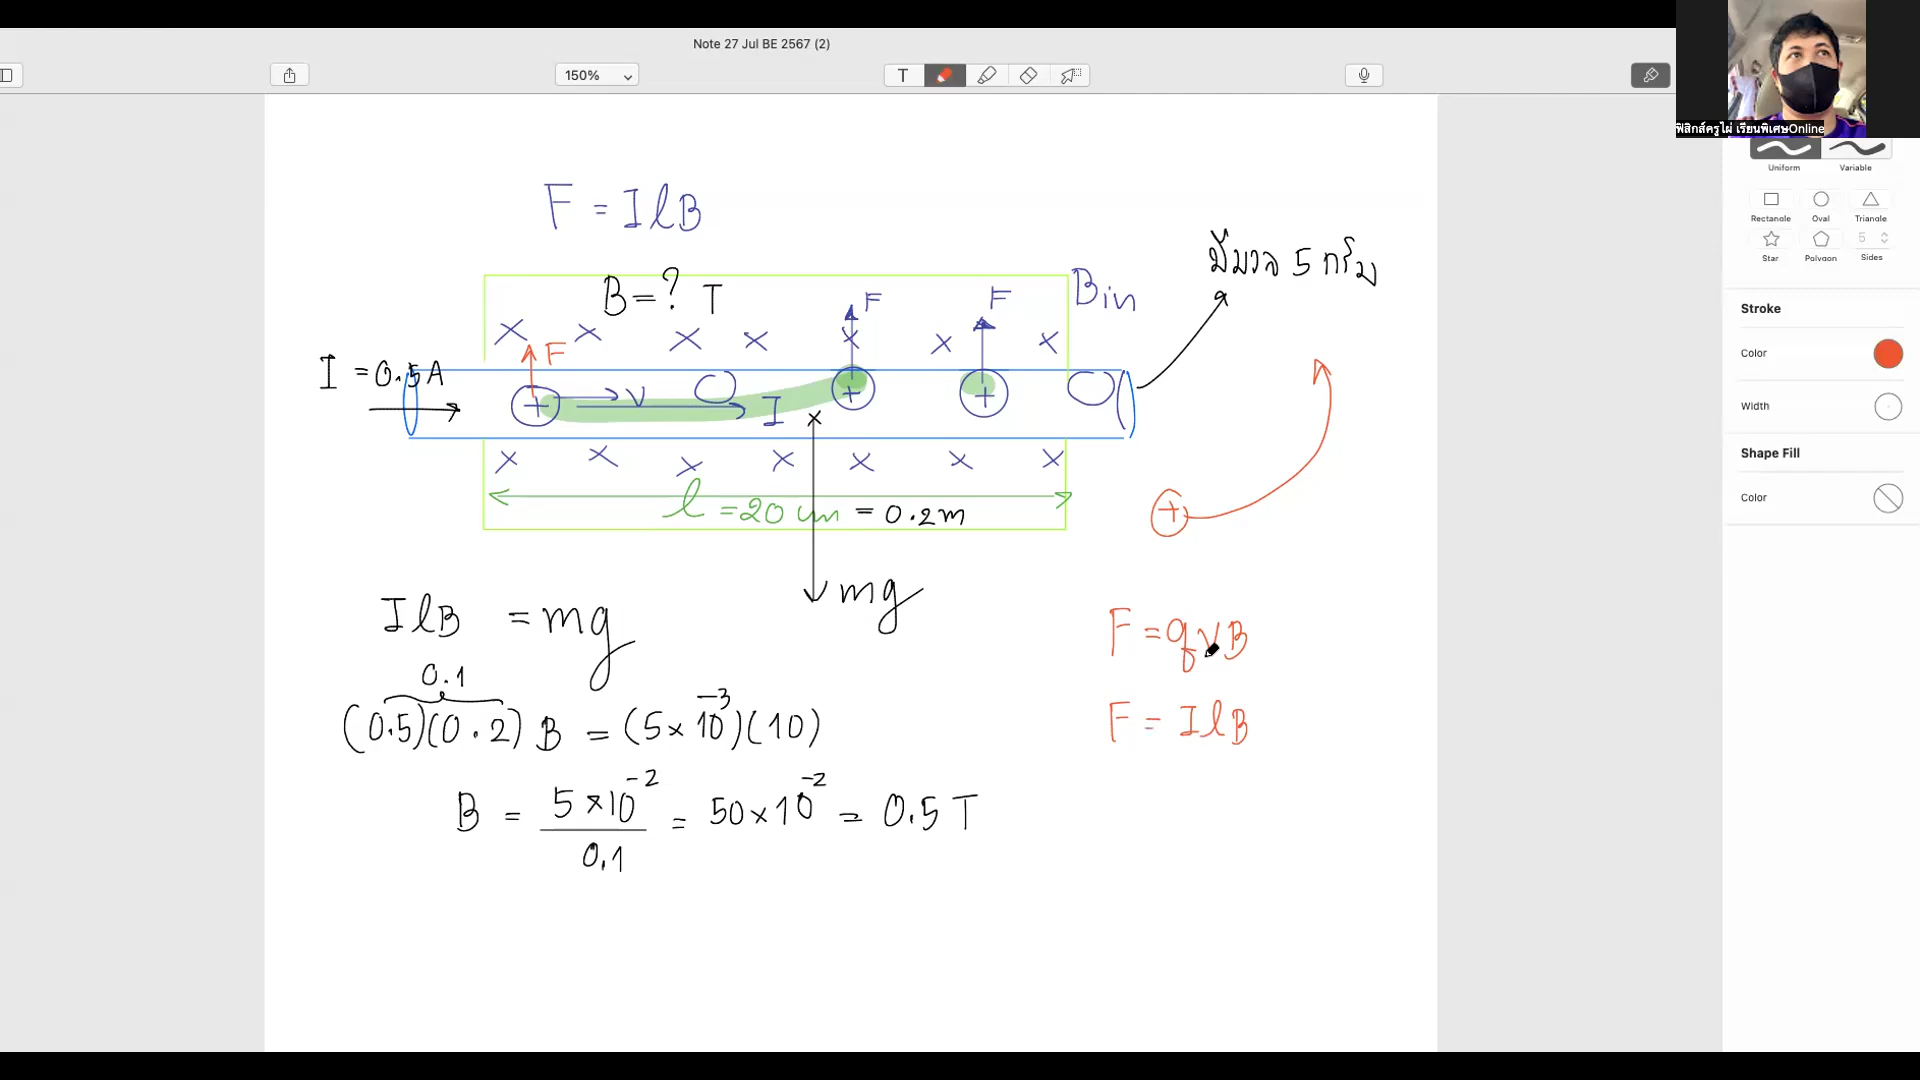 Note 27 Jul BE 2567 (2)
150%
T
ฟิสิกส์ครูไผ่ เรียนพิเศษOnline
Uniform
Variable
Rectangle
Oval
Triangle
Star
Polygon
5
Sides
Stroke
Color
Width
Shape Fill
Color
F = IlB
มีมวล 5 กรัม
B = ? T
F
F
Bin
× × × × × × ×
I = 0.5 A
F
+
V
I
×
+
+
× × × × × × ×
l = 20 cm = 0.2 m
+
mg
IlB = mg
F = qvB
0.1
(0.5)(0.2) B = (5 × 10⁻³)(10)
F = IlB
B = 5 × 10⁻² / 0.1 = 50 × 10⁻² = 0.5 T